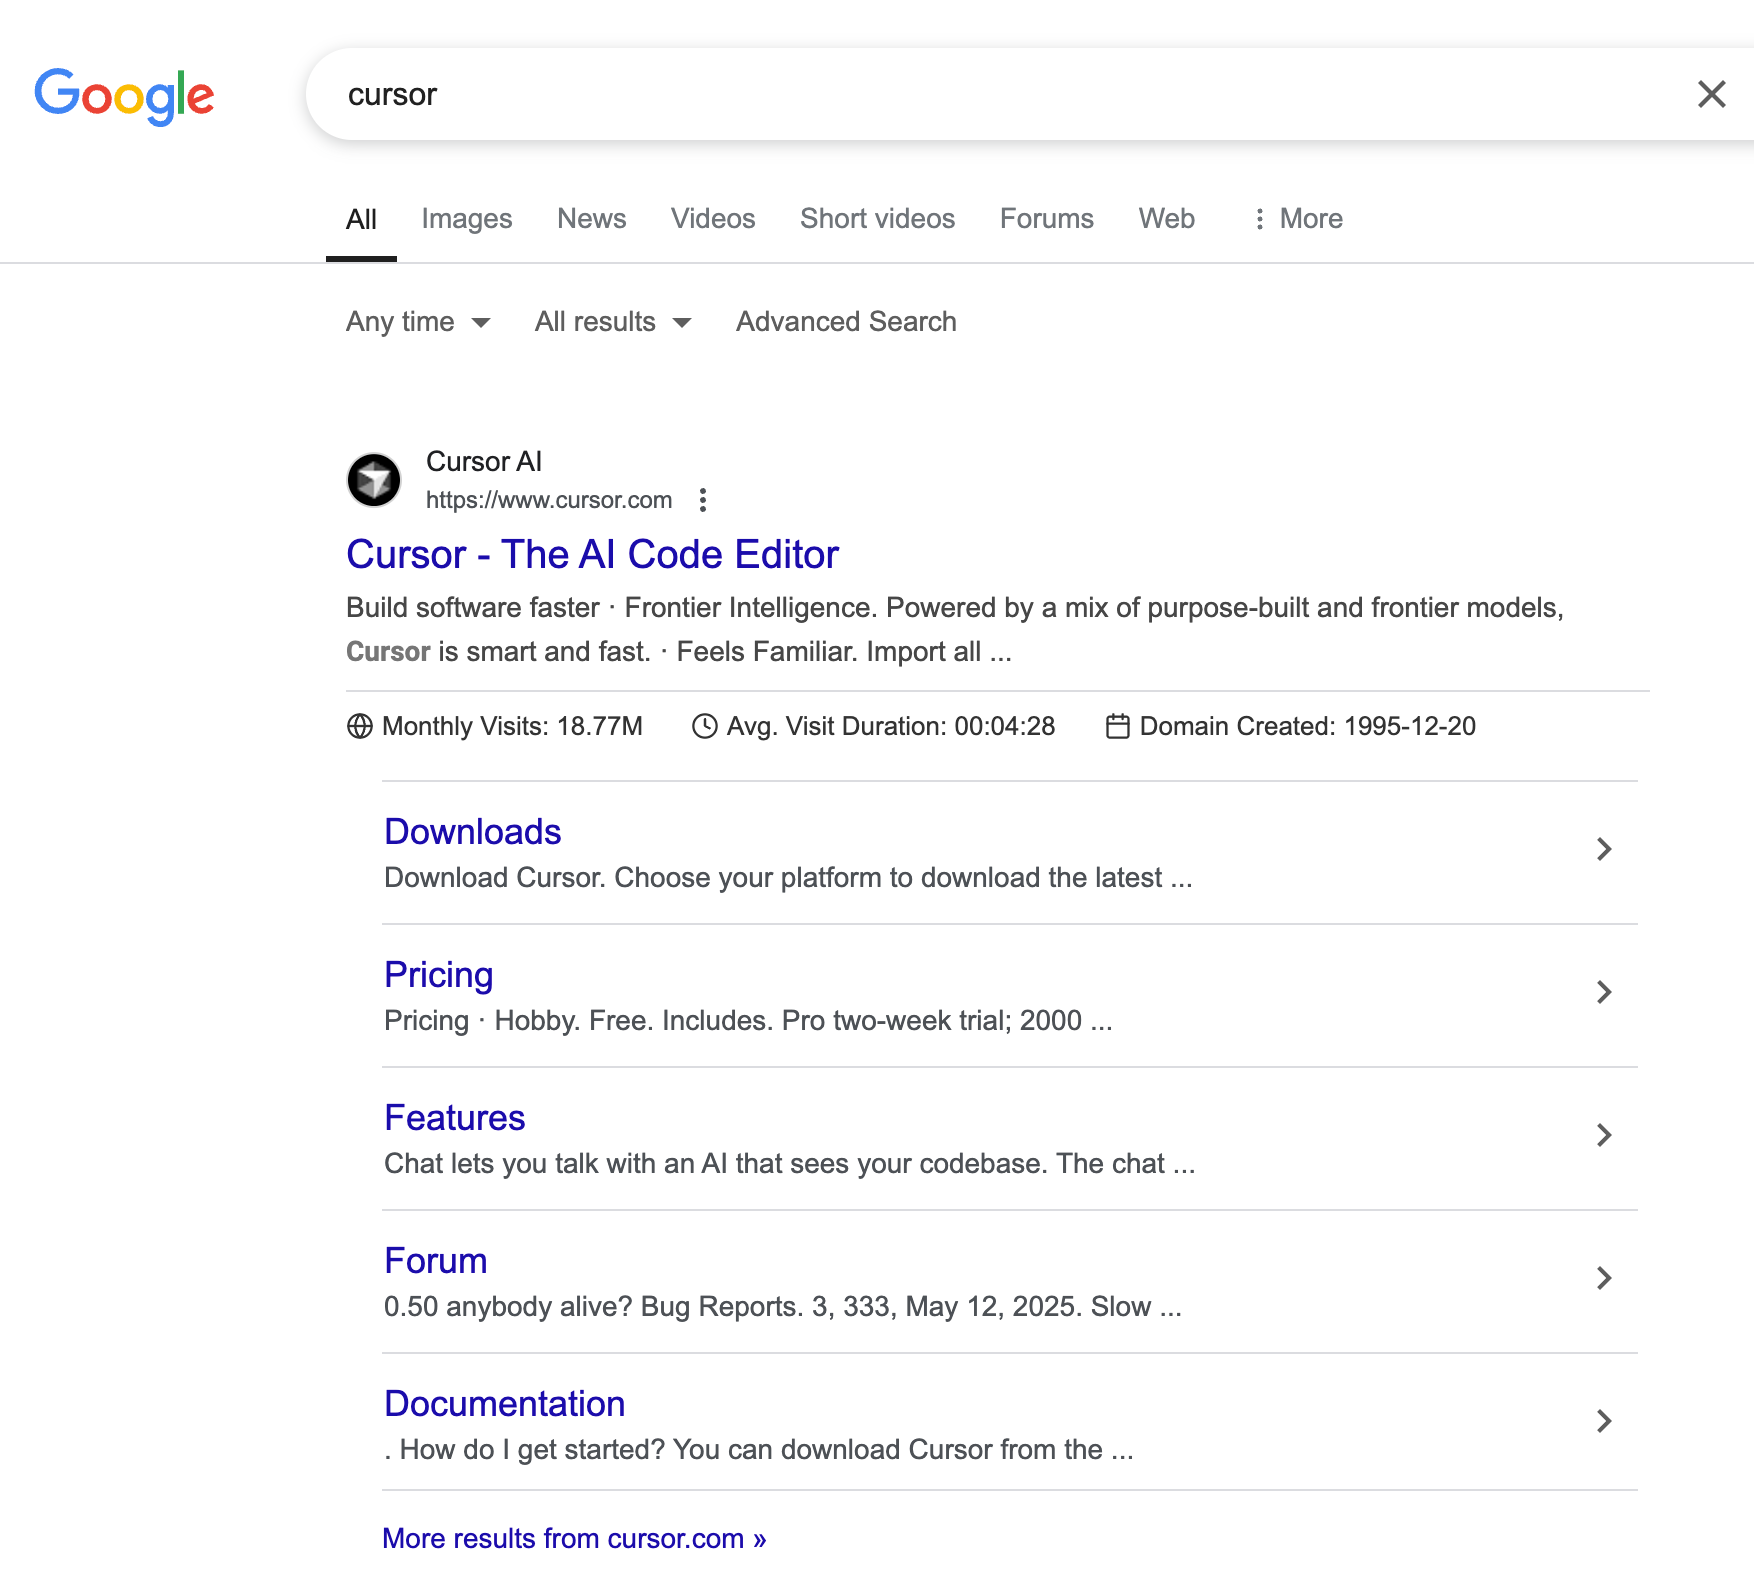 Google
cursor
All Images News Videos Short videos Forums Web More
Any time All results Advanced Search
Cursor AI
https://www.cursor.com
Cursor - The AI Code Editor
Build software faster · Frontier Intelligence. Powered by a mix of purpose-built and frontier models,
Cursor is smart and fast. · Feels Familiar. Import all ...
Monthly Visits: 18.77M Avg. Visit Duration: 00:04:28 Domain Created: 1995-12-20
Downloads
Download Cursor. Choose your platform to download the latest ...
Pricing
Pricing · Hobby. Free. Includes. Pro two-week trial; 2000 ...
Features
Chat lets you talk with an AI that sees your codebase. The chat ...
Forum
0.50 anybody alive? Bug Reports. 3, 333, May 12, 2025. Slow ...
Documentation
. How do I get started? You can download Cursor from the ...
More results from cursor.com »